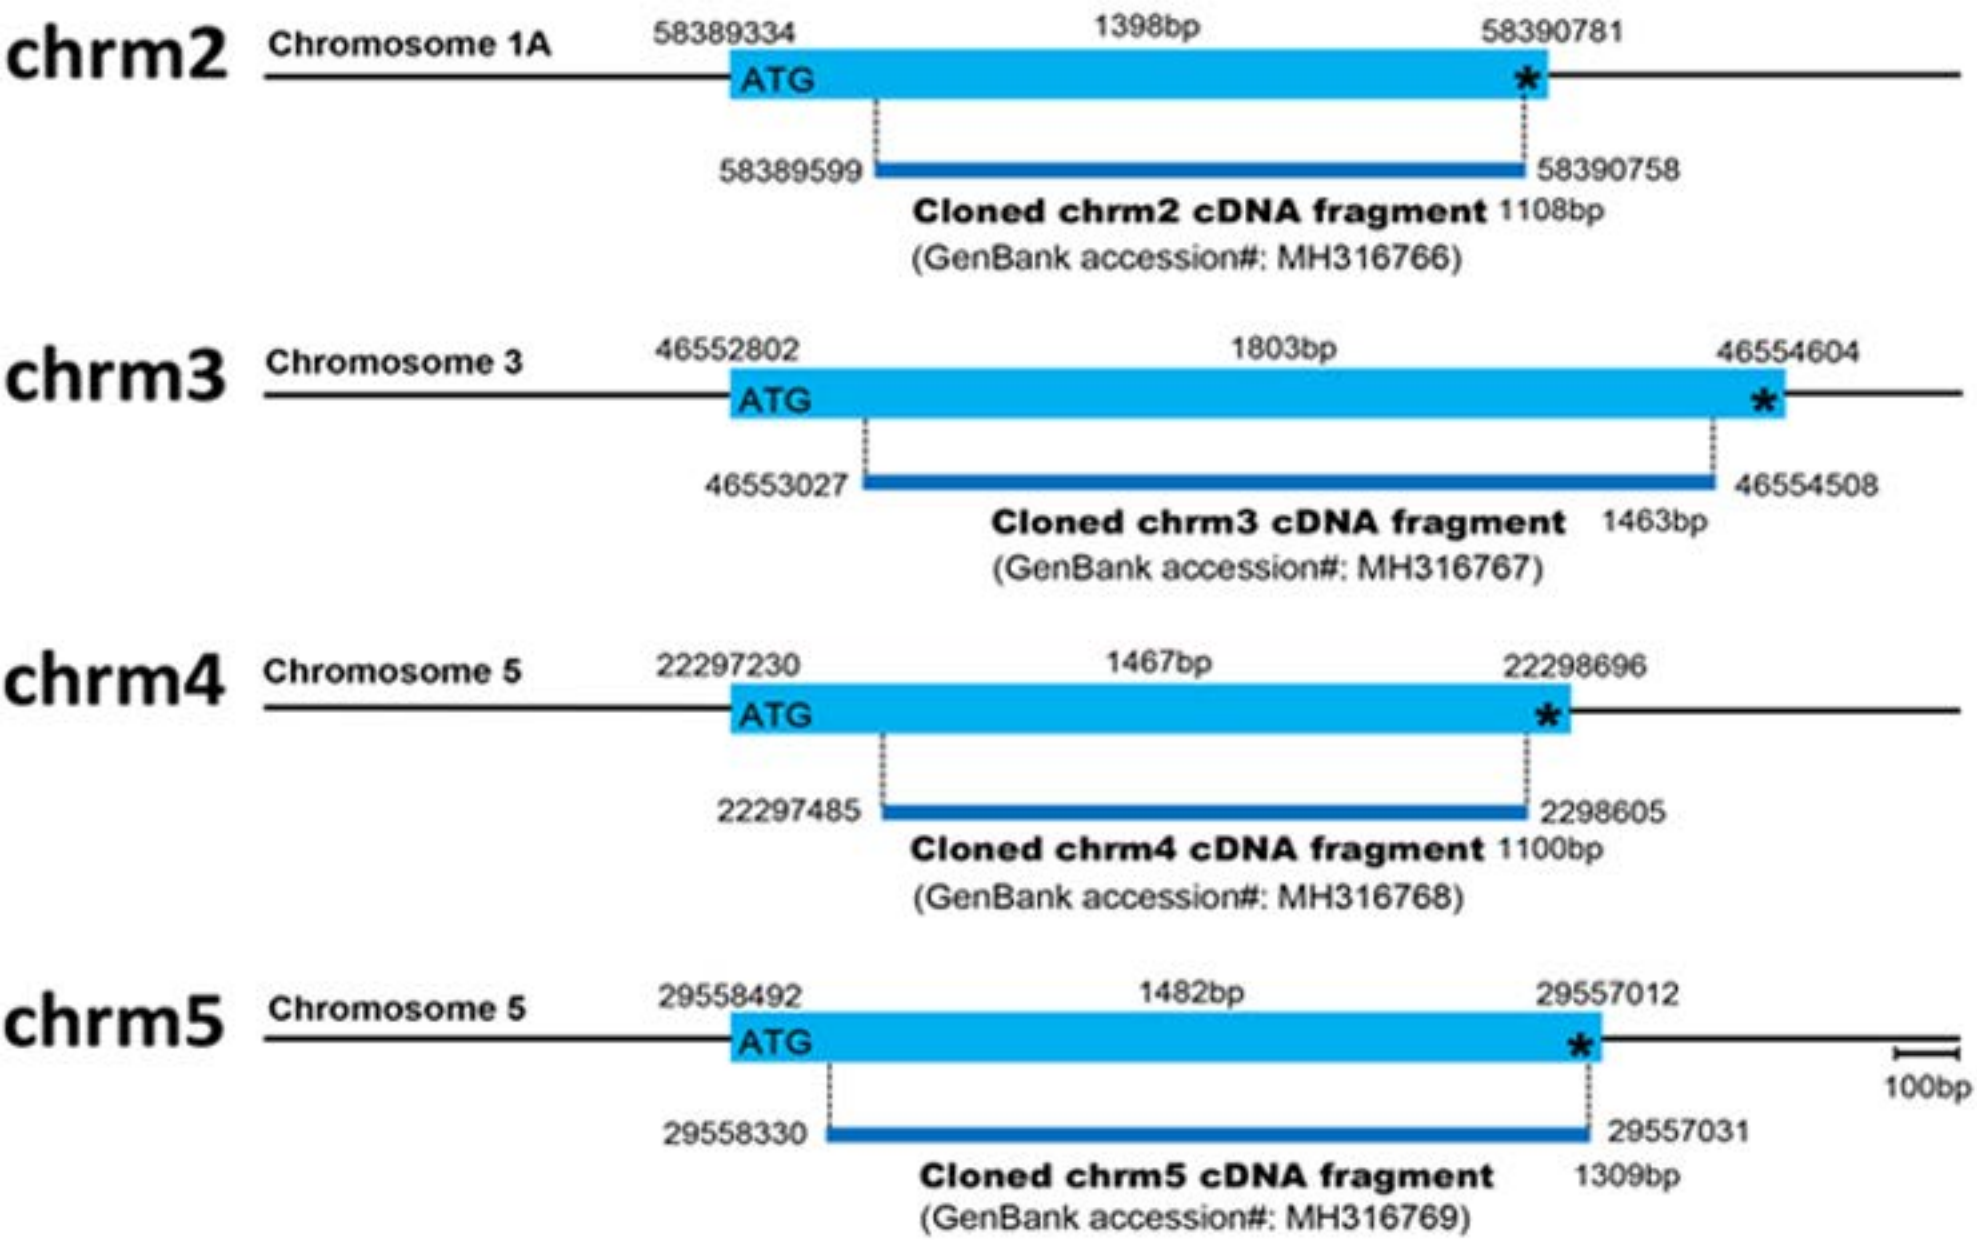 chrm2 Chromosome 1A 58389334 1398bp 58390781
ATG *
58389599 58390758
Cloned chrm2 cDNA fragment 1108bp
(GenBank accession#: MH316766)
chrm3 Chromosome 3 46552802 1803bp 46554604
ATG *
46553027 46554508
Cloned chrm3 cDNA fragment 1463bp
(GenBank accession#: MH316767)
chrm4 Chromosome 5 22297230 1467bp 22298696
ATG *
22297485 2298605
Cloned chrm4 cDNA fragment 1100bp
(GenBank accession#: MH316768)
chrm5 Chromosome 5 29558492 1482bp 29557012
ATG *
100bp
29558330 29557031
Cloned chrm5 cDNA fragment 1309bp
(GenBank accession#: MH316769)